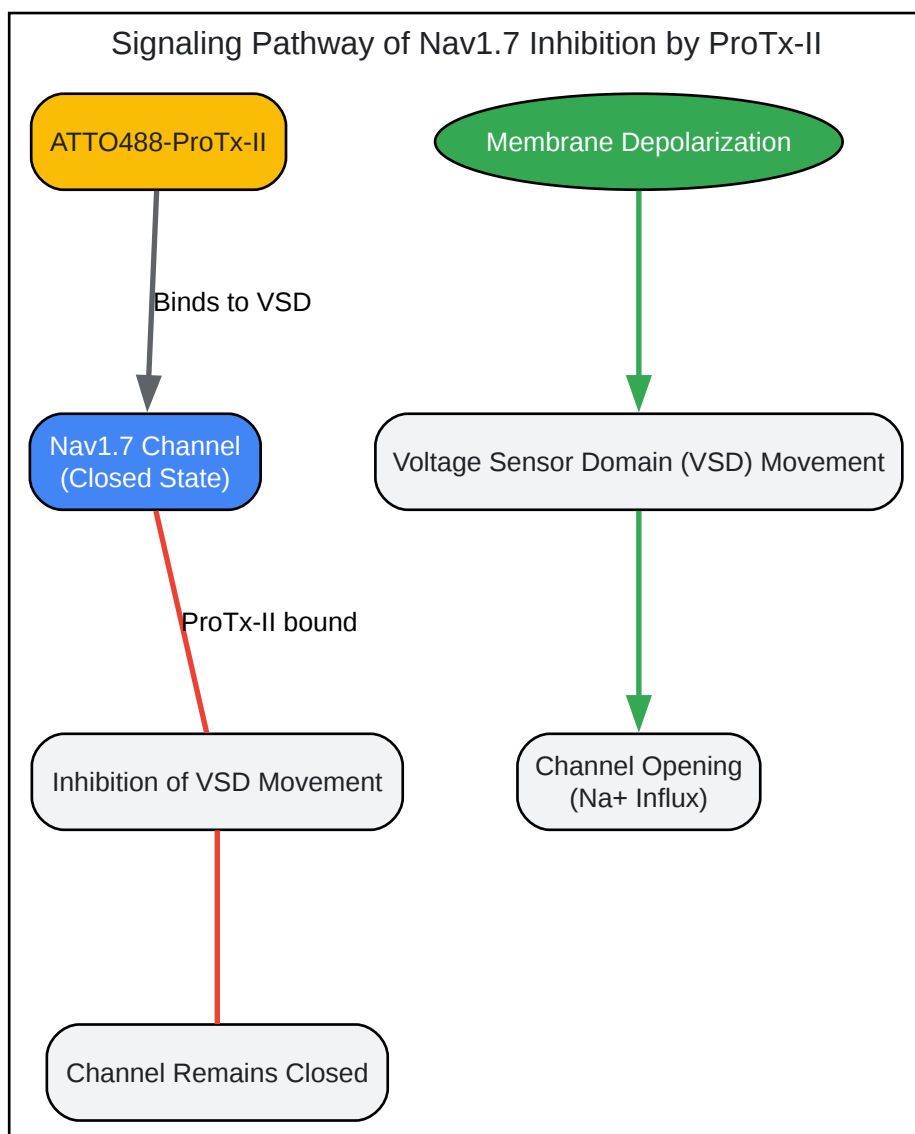 Signaling Pathway of Nav1.7 Inhibition by ProTx-II
ATTO488-ProTx-II
Membrane Depolarization
Binds to VSD
Nav1.7 Channel
(Closed State)
Voltage Sensor Domain (VSD) Movement
ProTx-II bound
Inhibition of VSD Movement
Channel Opening
(Na+ Influx)
Channel Remains Closed